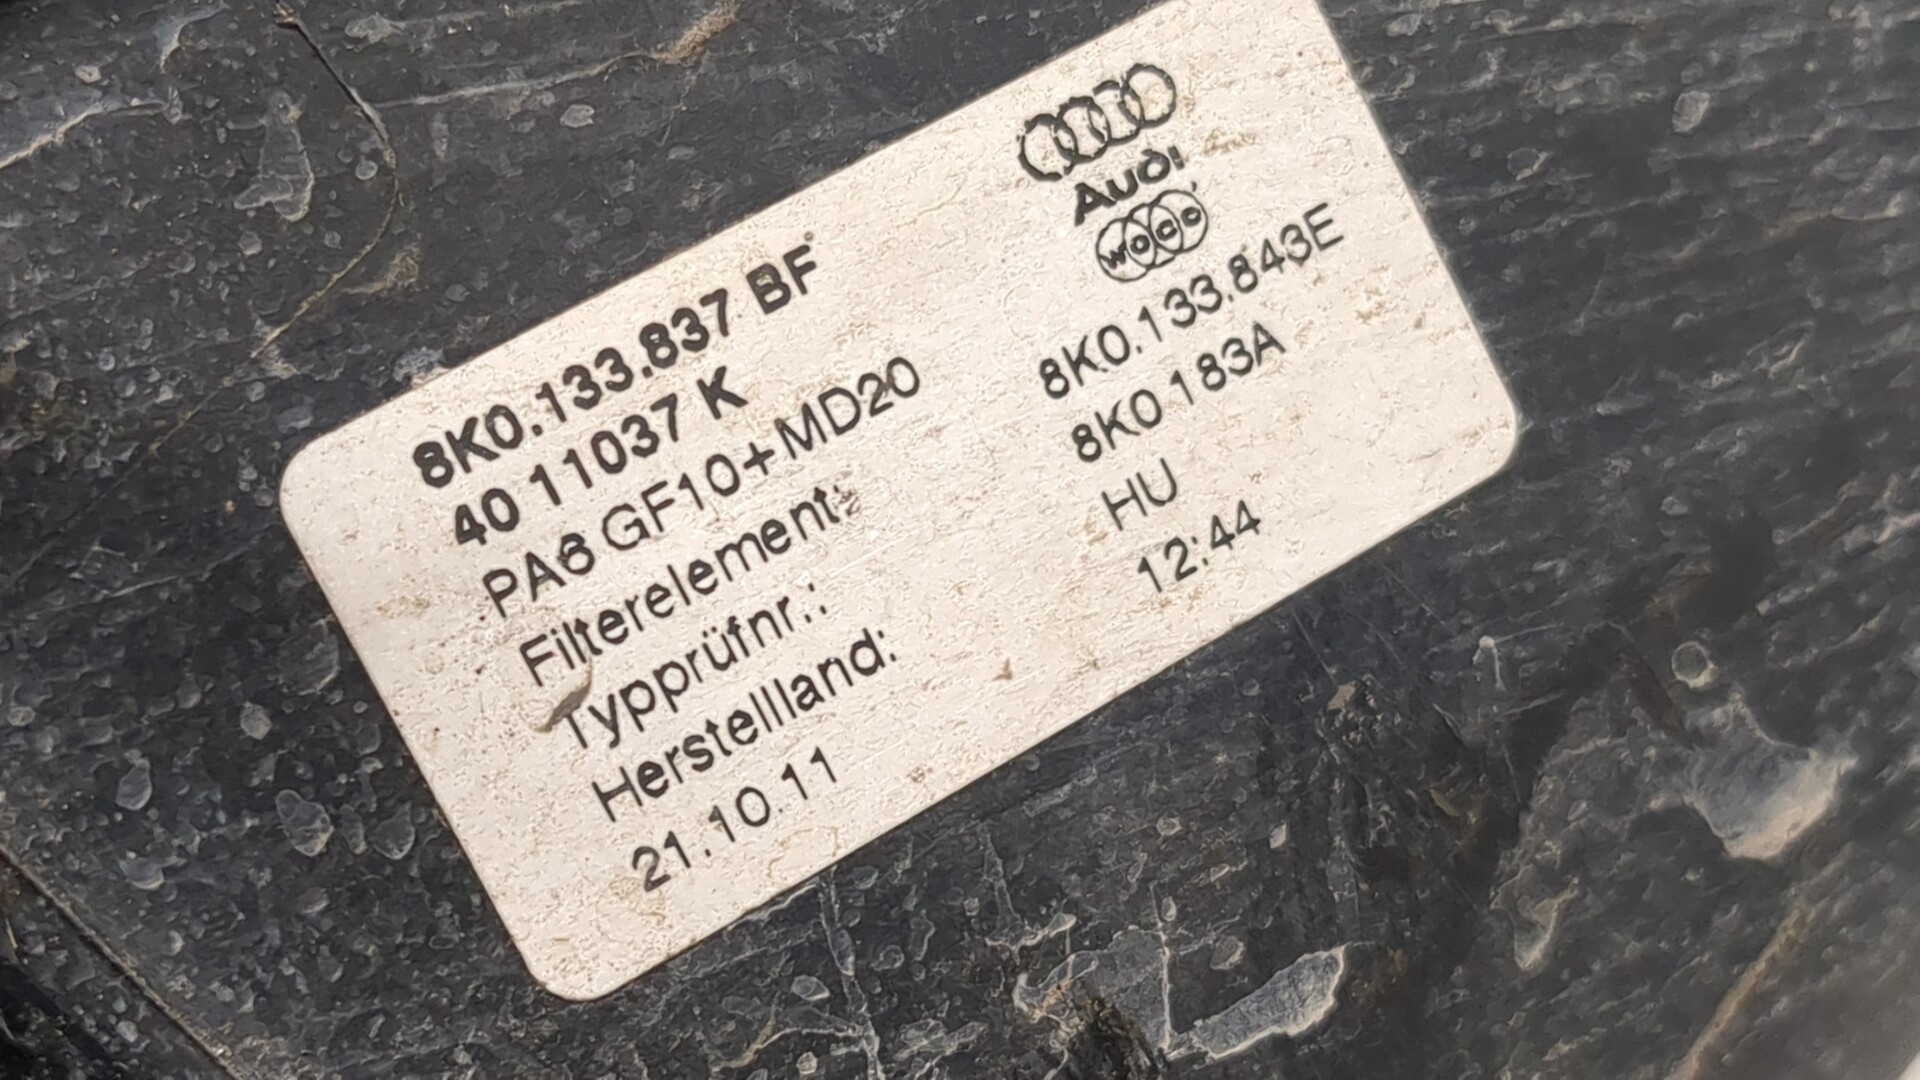 Audi
woco
8K0.133.837 BF
40 11037 K
PA6 GF10+MD20
Filterelement: 8K0.133.843E
Typprüfnr.: 8K0 183A
Herstellland: HU
21.10.11 12:44